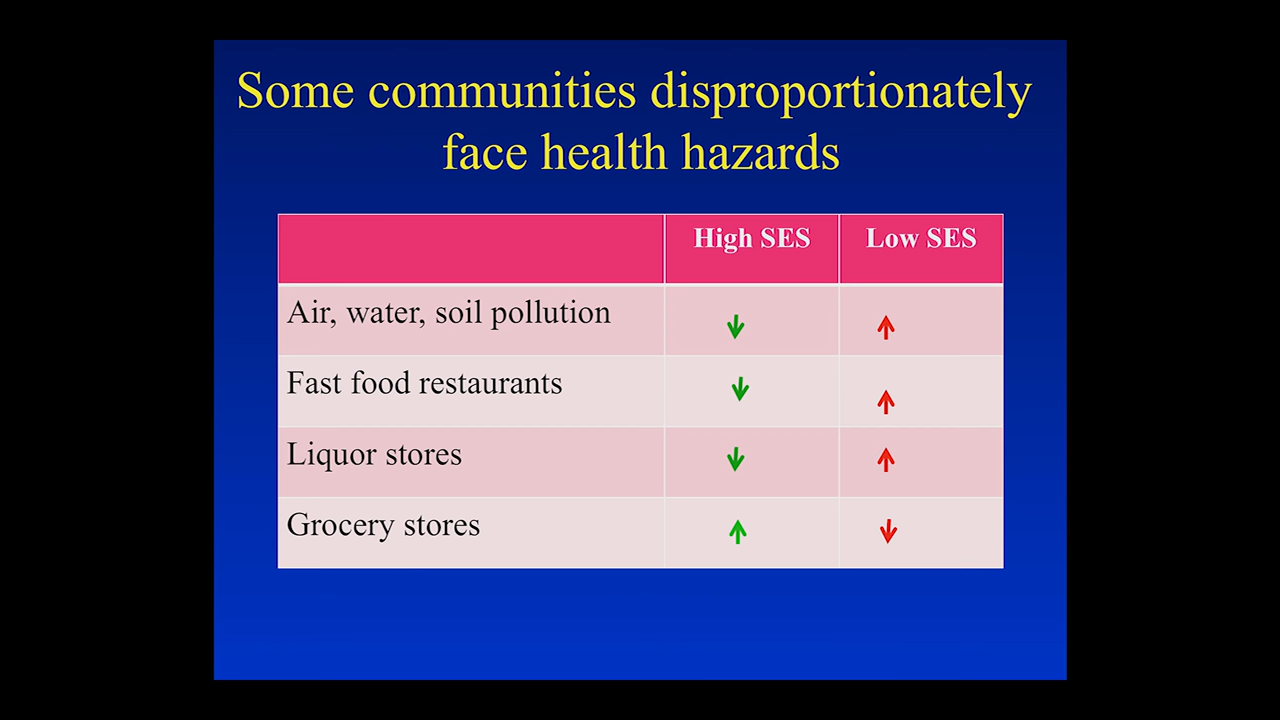 Some communities disproportionately
face health hazards
High SES Low SES
Air, water, soil pollution ↓ ↑
Fast food restaurants ↓ ↑
Liquor stores ↓ ↑
Grocery stores ↑ ↓